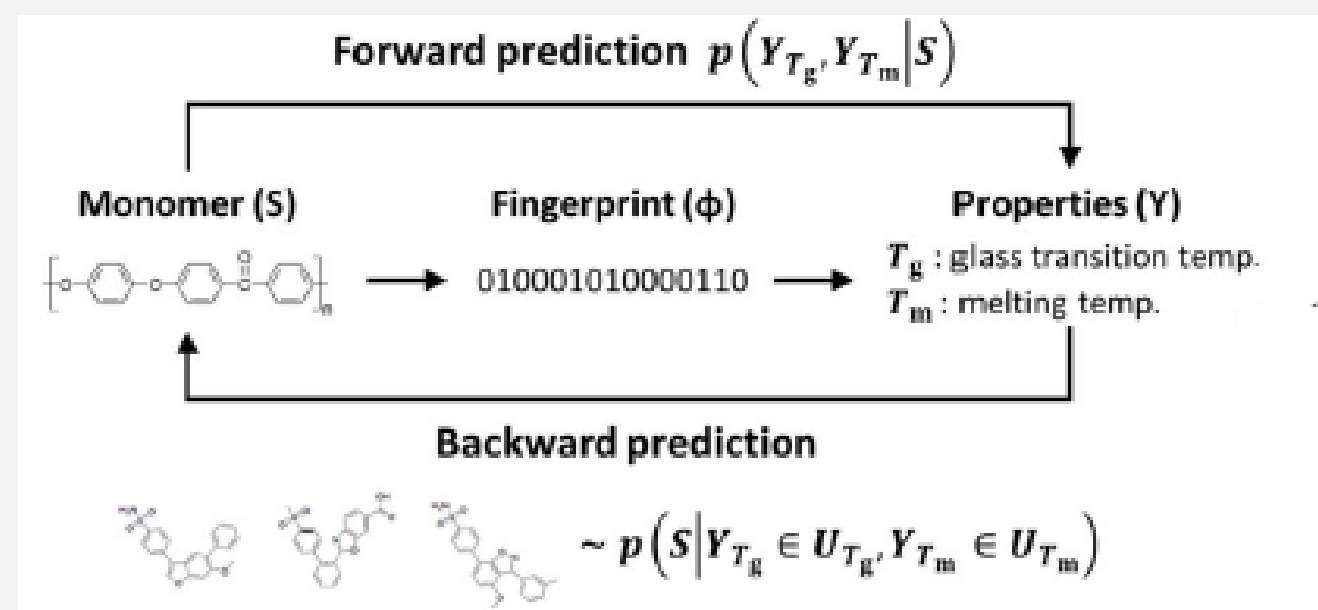 Forward prediction p(Y_{T_g}, Y_{T_m}|S)
Monomer (S) Fingerprint (ϕ) Properties (Y)
O O O C n 010001010000110 T_g : glass transition temp.
T_m : melting temp.
Backward prediction
~ p(S|Y_{T_g} ∈ U_{T_g}, Y_{T_m} ∈ U_{T_m})